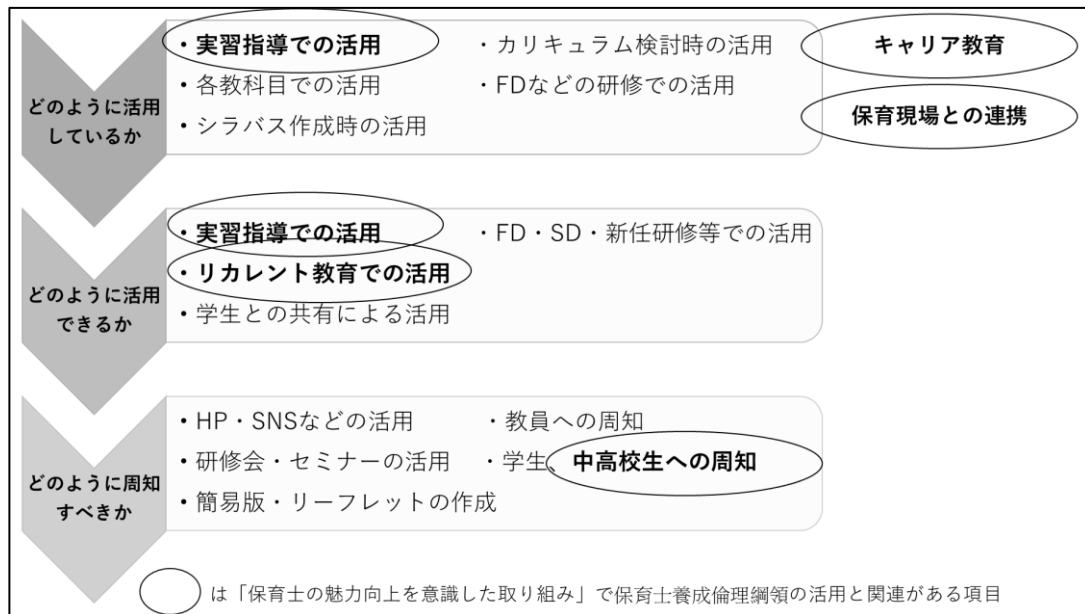 どのように活用
しているか
・実習指導での活用
・各教科目での活用
・シラバス作成時の活用
・カリキュラム検討時の活用
・FDなどの研修での活用
キャリア教育
保育現場との連携
どのように活用
できるか
・実習指導での活用
・リカレント教育での活用
・学生との共有による活用
・FD・SD・新任研修等での活用
どのように周知
すべきか
・HP・SNSなどの活用
・研修会・セミナーの活用
・簡易版・リーフレットの作成
・教員への周知
・学生、中高校生への周知
は「保育士の魅力向上を意識した取り組み」で保育士養成倫理綱領の活用と関連がある項目